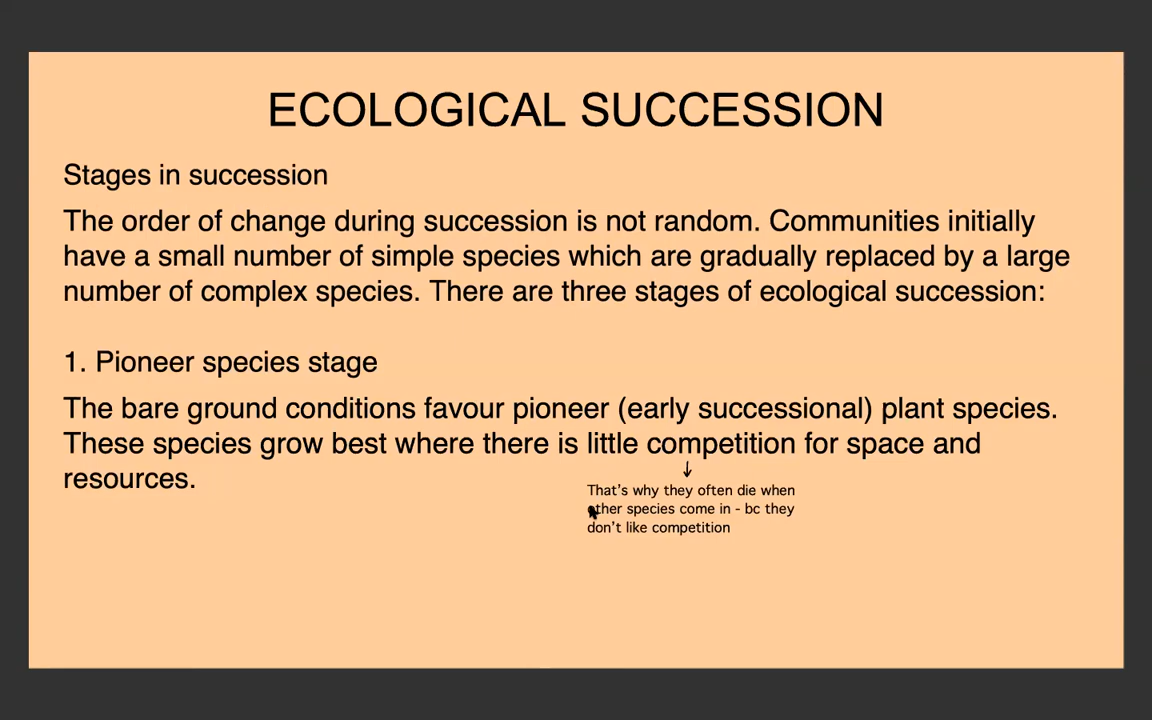 ECOLOGICAL SUCCESSION
Stages in succession
The order of change during succession is not random. Communities initially
have a small number of simple species which are gradually replaced by a large
number of complex species. There are three stages of ecological succession:
1. Pioneer species stage
The bare ground conditions favour pioneer (early successional) plant species.
These species grow best where there is little competition for space and
resources.
That’s why they often die when
other species come in - bc they
don’t like competition